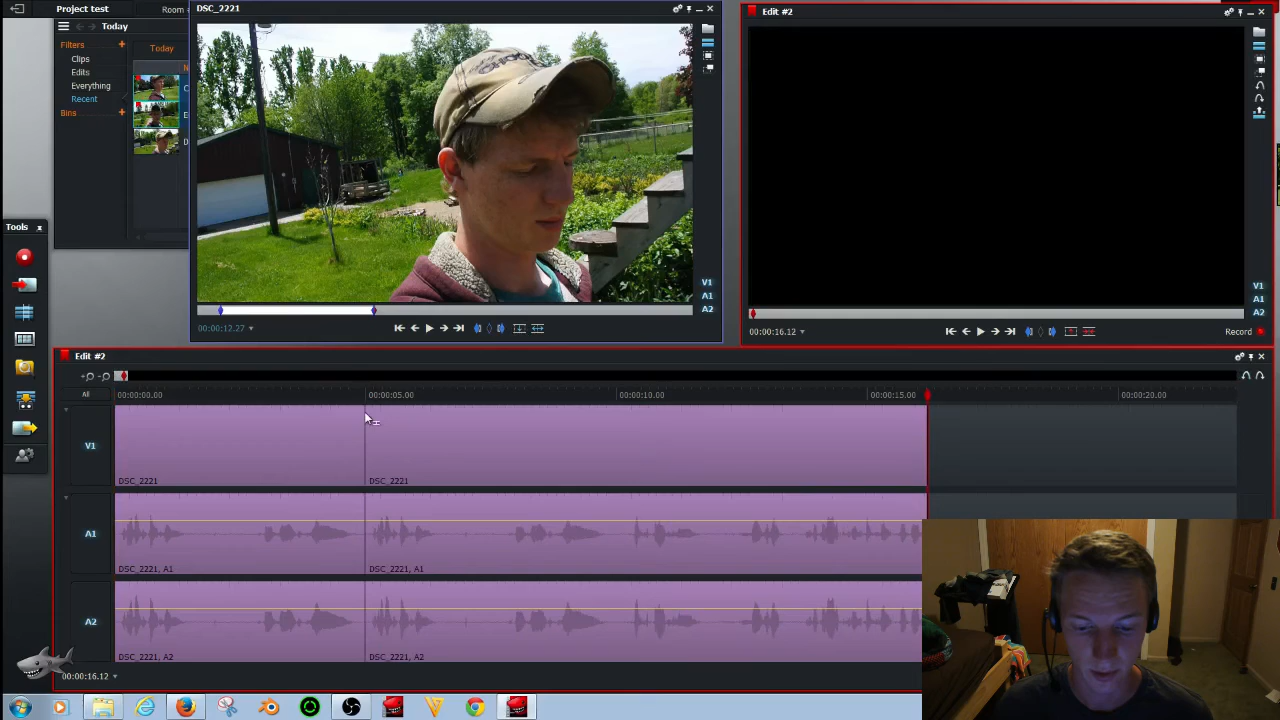 Project test
Room
Today
Filters
Clips
Edits
Everything
Recent
Bins
Today
DSC_2221
V1
A1
A2
00:00:12.27
Edit #2
V1
A1
A2
00:00:16.12
Record
Tools
Edit #2
All
00:00:00.00
00:00:05.00
00:00:10.00
00:00:15.00
00:00:20.00
V1
DSC_2221
DSC_2221
A1
DSC_2221, A1
DSC_2221, A1
A2
DSC_2221, A2
DSC_2221, A2
00:00:16.12